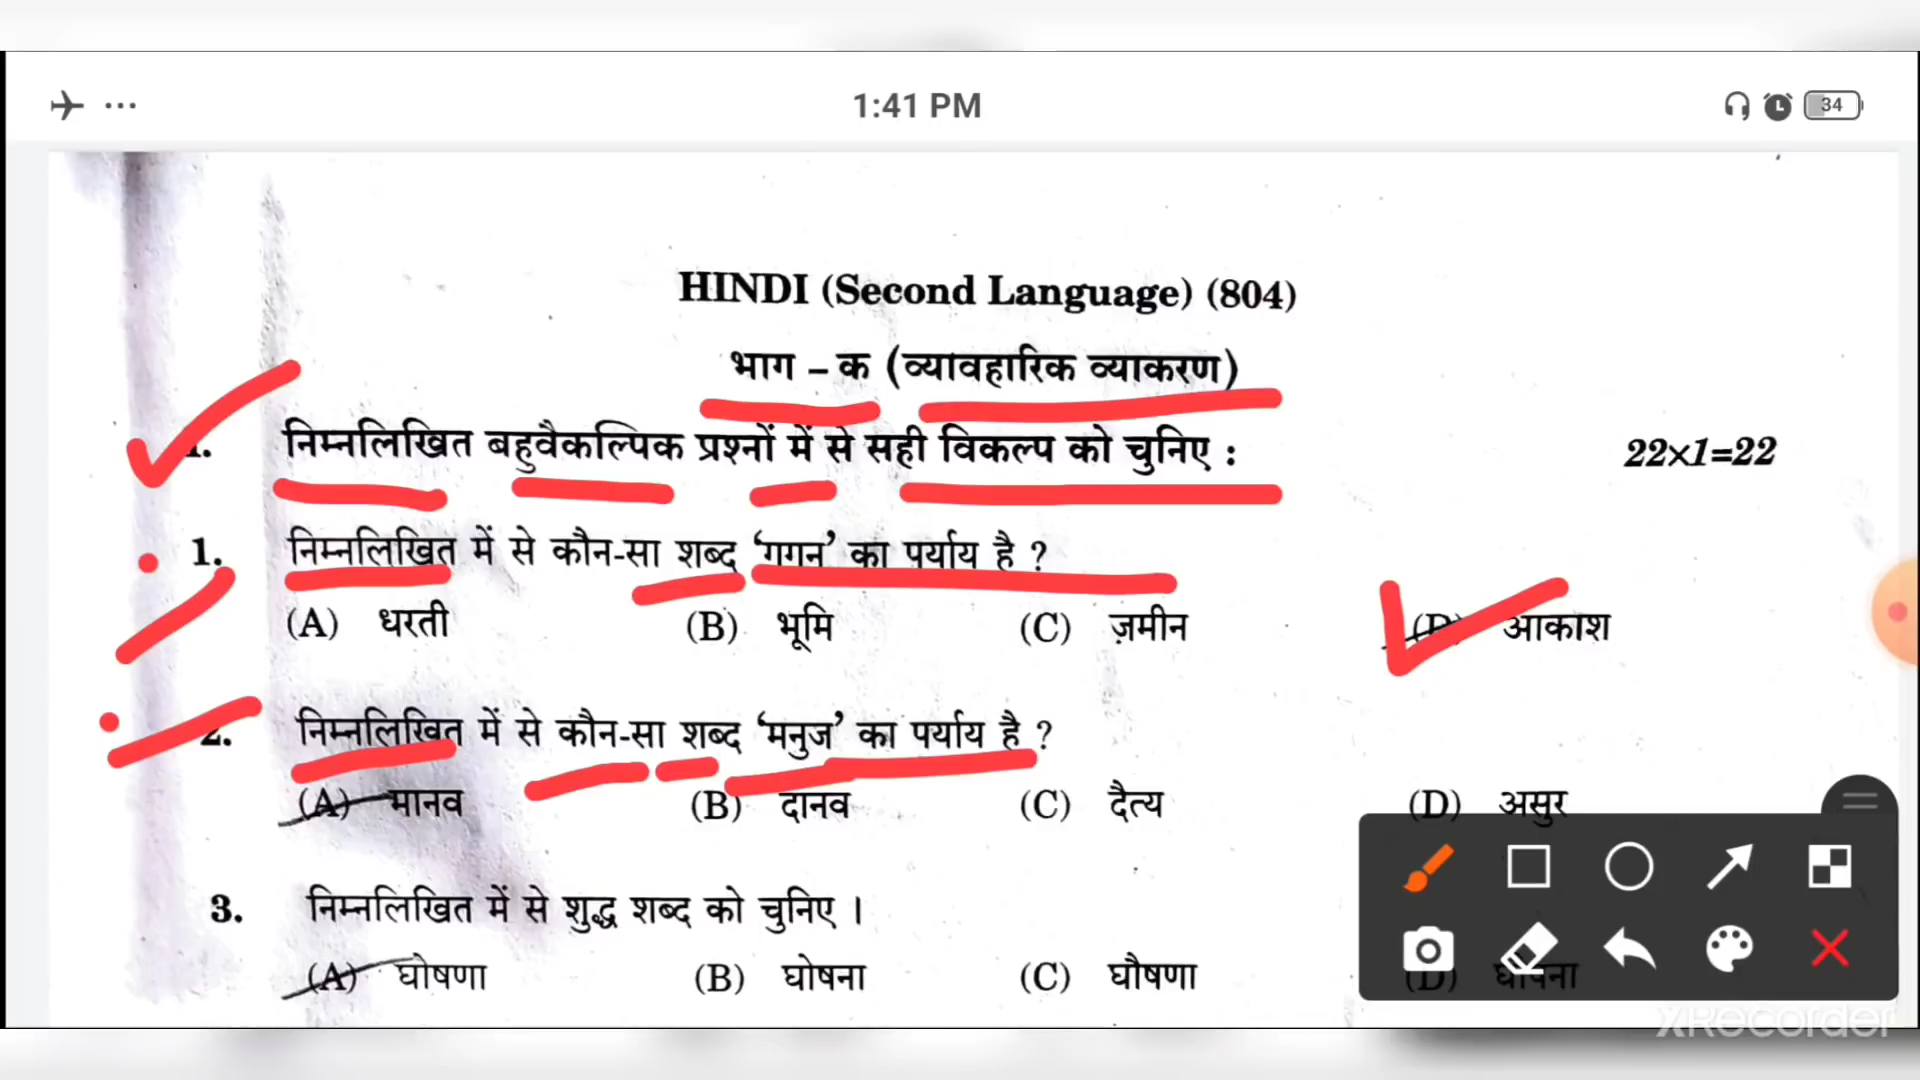 1:41 PM
34
HINDI (Second Language) (804)
भाग – क (व्यावहारिक व्याकरण)
निम्नलिखित बहुवैकल्पिक प्रश्नों में से सही विकल्प को चुनिए : 22×1=22
1. निम्नलिखित में से कौन-सा शब्द ‘गगन’ का पर्याय है ?
(A) धरती (B) भूमि (C) ज़मीन (D) आकाश
2. निम्नलिखित में से कौन-सा शब्द ‘मनुज’ का पर्याय है ?
(A) मानव (B) दानव (C) दैत्य (D) असुर
3. निम्नलिखित में से शुद्ध शब्द को चुनिए ।
(A) घोषणा (B) घोषना (C) घौषणा (D)
XRecorder